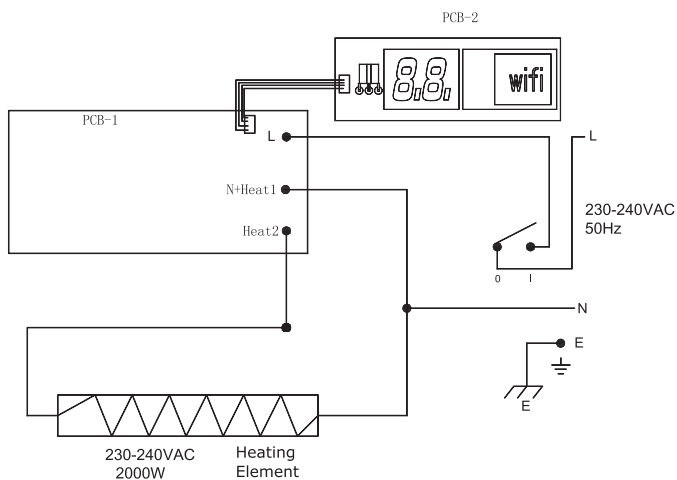 PCB-2
8.8.
wifi
PCB-1
L
L
N+Heat1
230-240VAC
50Hz
Heat2
0 I
N
E
E
230-240VAC
2000W
Heating
Element